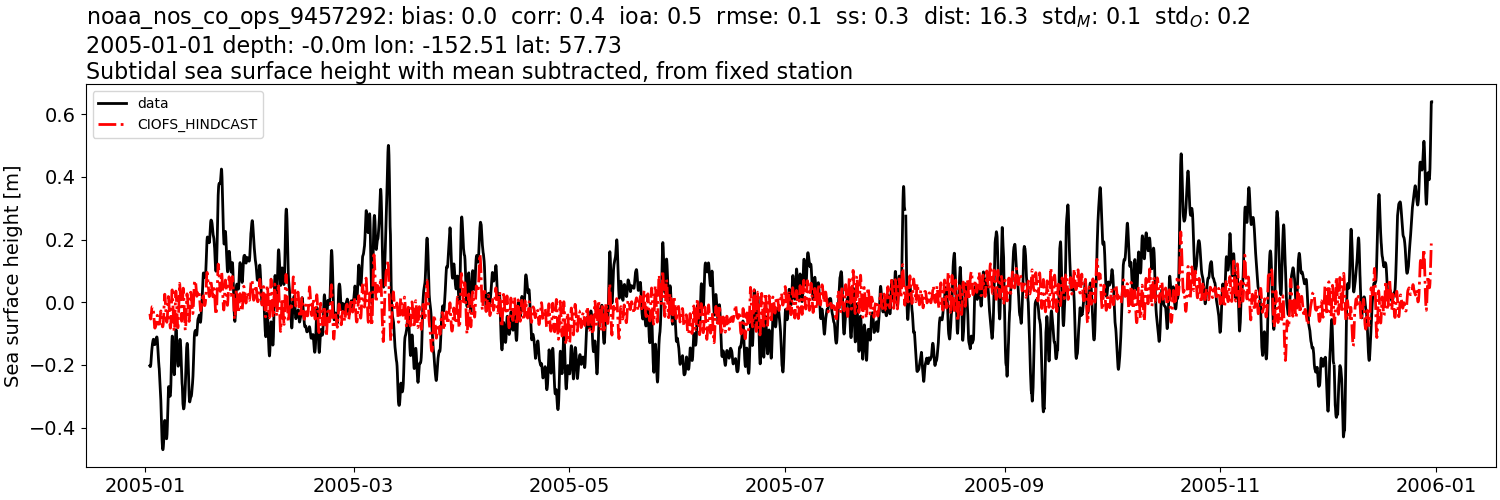 noaa_nos_co_ops_9457292: bias: 0.0 corr: 0.4 ioa: 0.5 rmse: 0.1 ss: 0.3 dist: 16.3 std_M: 0.1 std_O: 0.2
2005-01-01 depth: -0.0m lon: -152.51 lat: 57.73
Subtidal sea surface height with mean subtracted, from fixed station
data
CIOFS_HINDCAST
Sea surface height [m]
0.6
0.4
0.2
0.0
−0.2
−0.4
2005-01 2005-03 2005-05 2005-07 2005-09 2005-11 2006-01